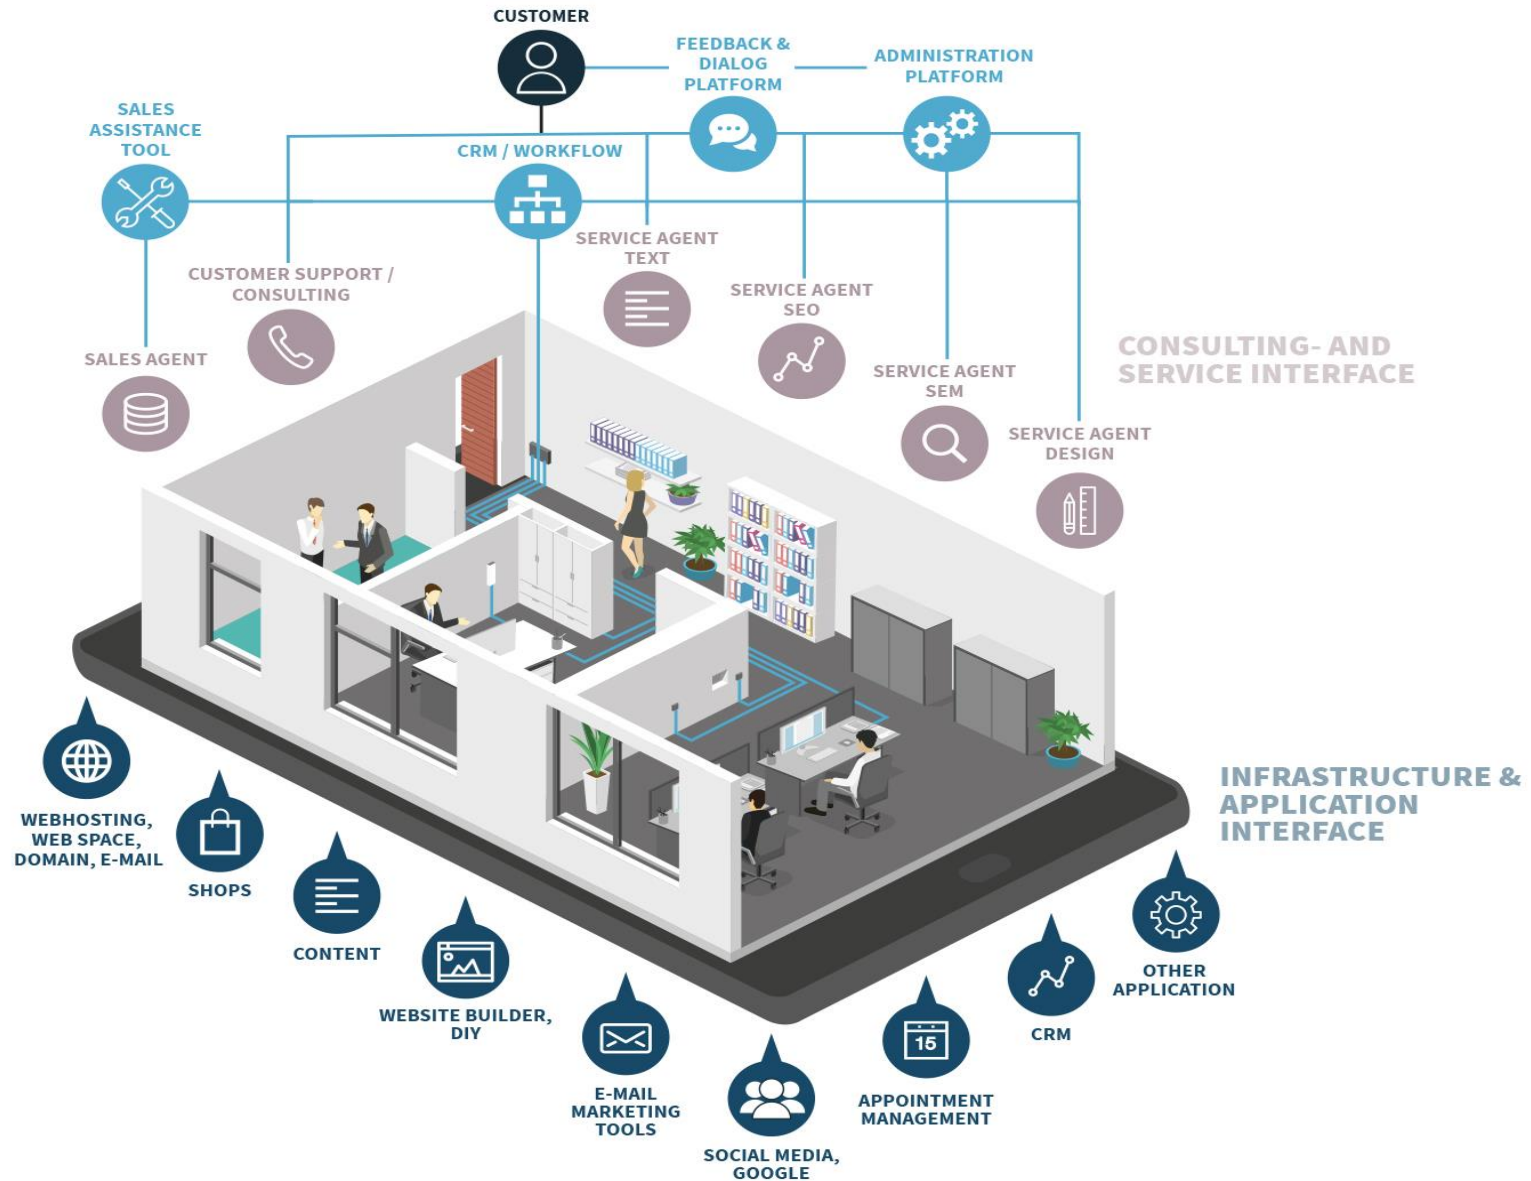 CUSTOMER
FEEDBACK &
DIALOG
PLATFORM
ADMINISTRATION
PLATFORM
SALES
ASSISTANCE
TOOL
CRM / WORKFLOW
SERVICE AGENT
TEXT
CUSTOMER SUPPORT /
CONSULTING
SERVICE AGENT
SEO
SALES AGENT
SERVICE AGENT
SEM
CONSULTING- AND
SERVICE INTERFACE
SERVICE AGENT
DESIGN
INFRASTRUCTURE &
APPLICATION
INTERFACE
WEBHOSTING,
WEB SPACE,
DOMAIN, E-MAIL
SHOPS
CONTENT
WEBSITE BUILDER,
DIY
E-MAIL
MARKETING
TOOLS
SOCIAL MEDIA,
GOOGLE
15
APPOINTMENT
MANAGEMENT
CRM
OTHER
APPLICATION